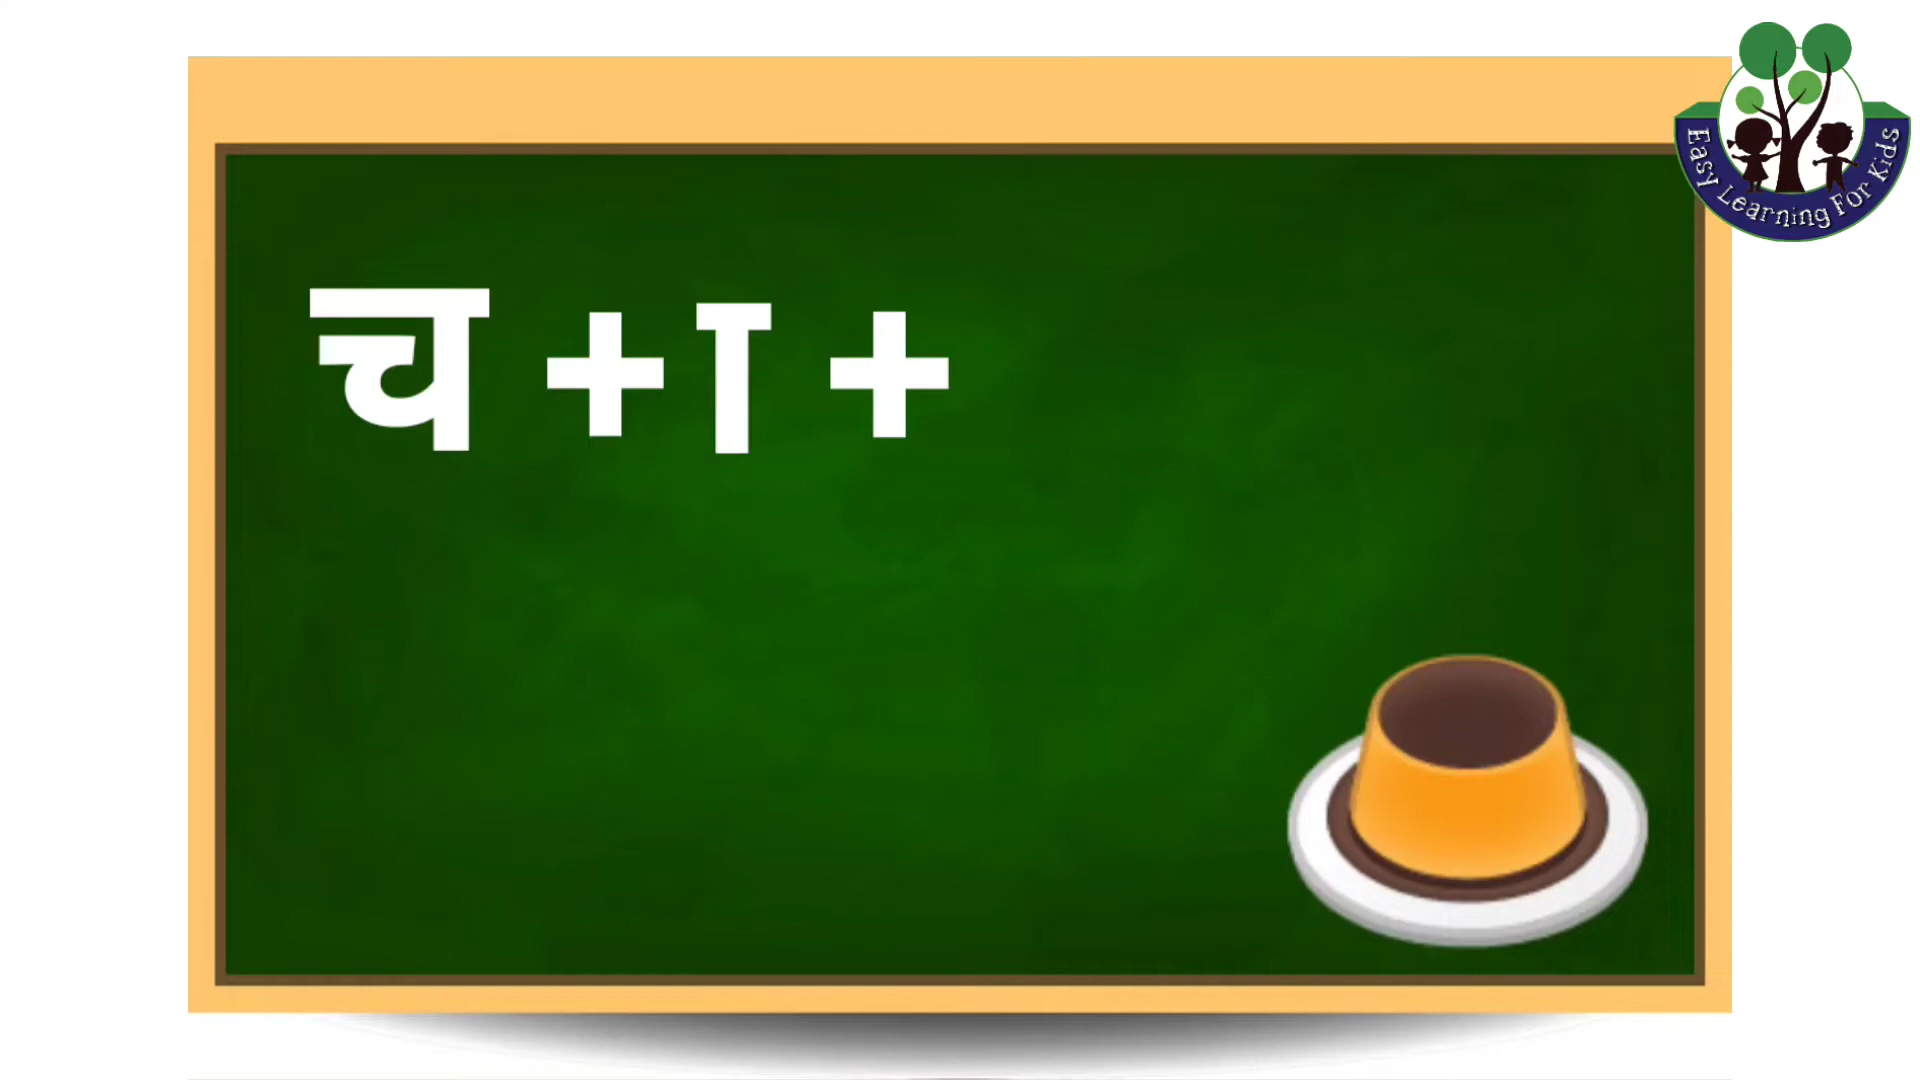 च + ा +
Easy Learning For Kids